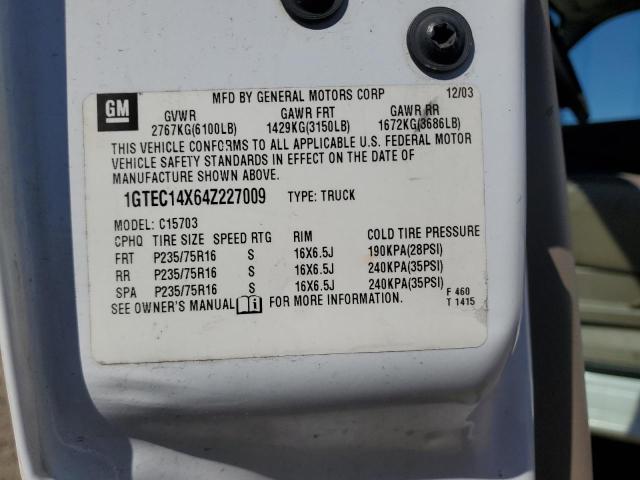 GM
MFD BY GENERAL MOTORS CORP 12/03
GVWR GAWR FRT GAWR RR
2767KG(6100LB) 1429KG(3150LB) 1672KG(3686LB)
THIS VEHICLE CONFORMS TO ALL APPLICABLE U.S. FEDERAL MOTOR
VEHICLE SAFETY STANDARDS IN EFFECT ON THE DATE OF
MANUFACTURE SHOWN ABOVE.
1GTEC14X64Z227009 TYPE: TRUCK
MODEL: C15703
CPHQ TIRE SIZE SPEED RTG RIM COLD TIRE PRESSURE
FRT P235/75R16 S 16X6.5J 190KPA(28PSI)
RR P235/75R16 S 16X6.5J 240KPA(35PSI)
SPA P235/75R16 S 16X6.5J 240KPA(35PSI)
SEE OWNER'S MANUAL FOR MORE INFORMATION.
F 460
T 1415